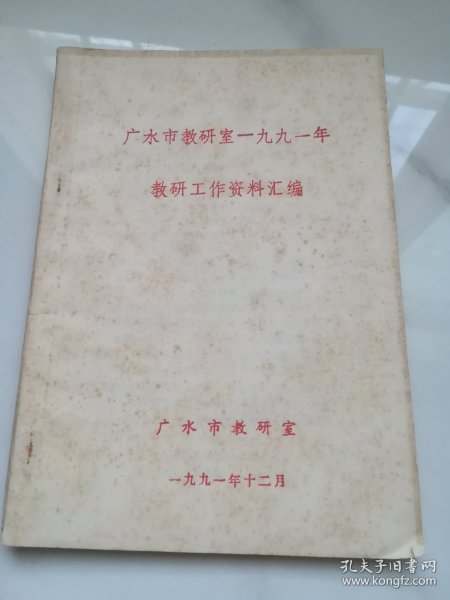 广水市教研室一九九一年
教研工作资料汇编
广水市教研室
一九九一年十二月
孔夫子旧书网
www.kongfz.com